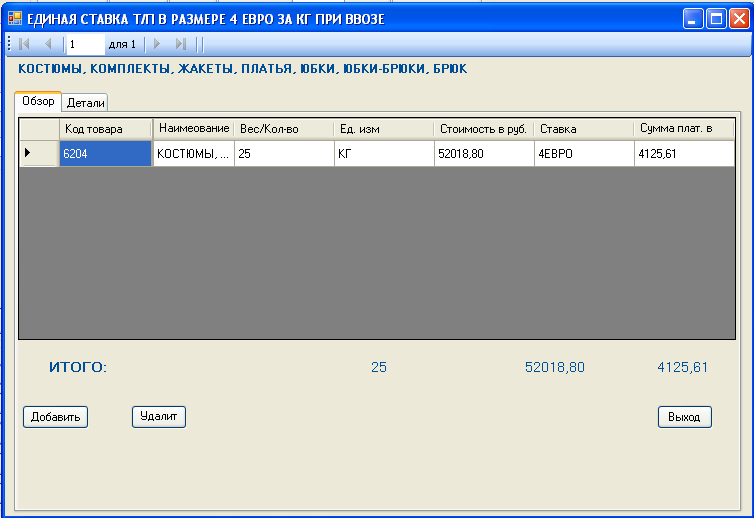 ЕДИНАЯ СТАВКА Т/П В РАЗМЕРЕ 4 ЕВРО ЗА КГ ПРИ ВВОЗЕ
1 для 1
КОСТЮМЫ, КОМПЛЕКТЫ, ЖАКЕТЫ, ПЛАТЬЯ, ЮБКИ, ЮБКИ-БРЮКИ, БРЮК
Обзор Детали
Код товара Наимеование Вес/Кол-во Ед. изм Стоимость в руб. Ставка Сумма плат. в
6204 КОСТЮМЫ, ... 25 КГ 52018,80 4ЕВРО 4125,61
ИТОГО: 25 52018,80 4125,61
Добавить Удалит Выход